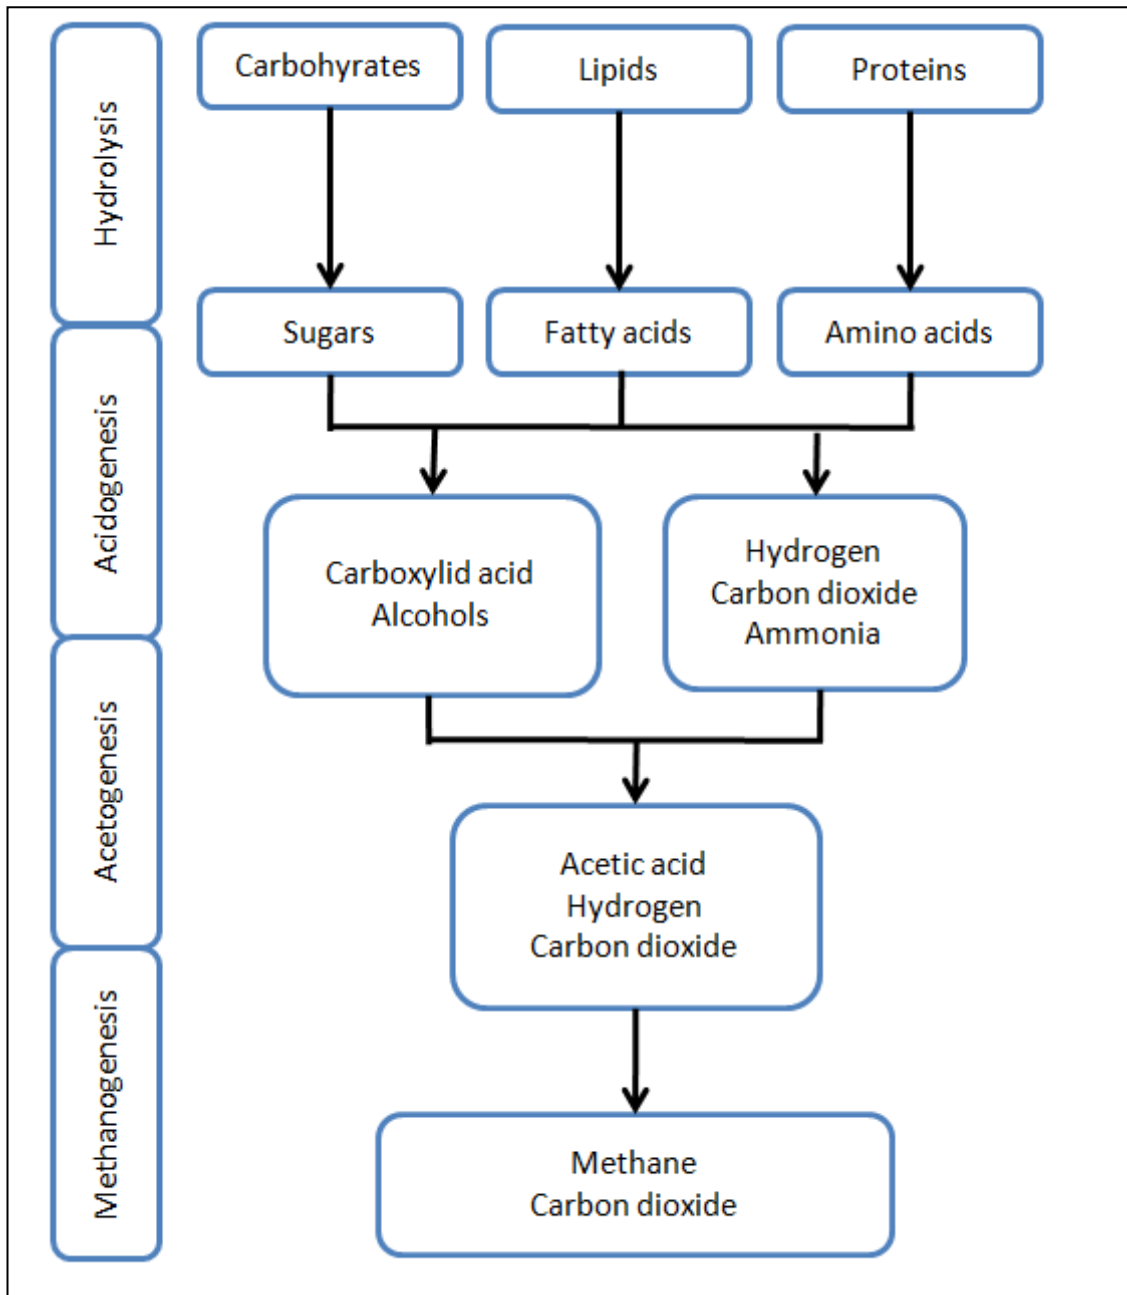 Hydrolysis
Carbohyrates
Lipids
Proteins
Sugars
Fatty acids
Amino acids
Acidogenesis
Carboxylid acid
Alcohols
Hydrogen
Carbon dioxide
Ammonia
Acetogenesis
Acetic acid
Hydrogen
Carbon dioxide
Methanogenesis
Methane
Carbon dioxide